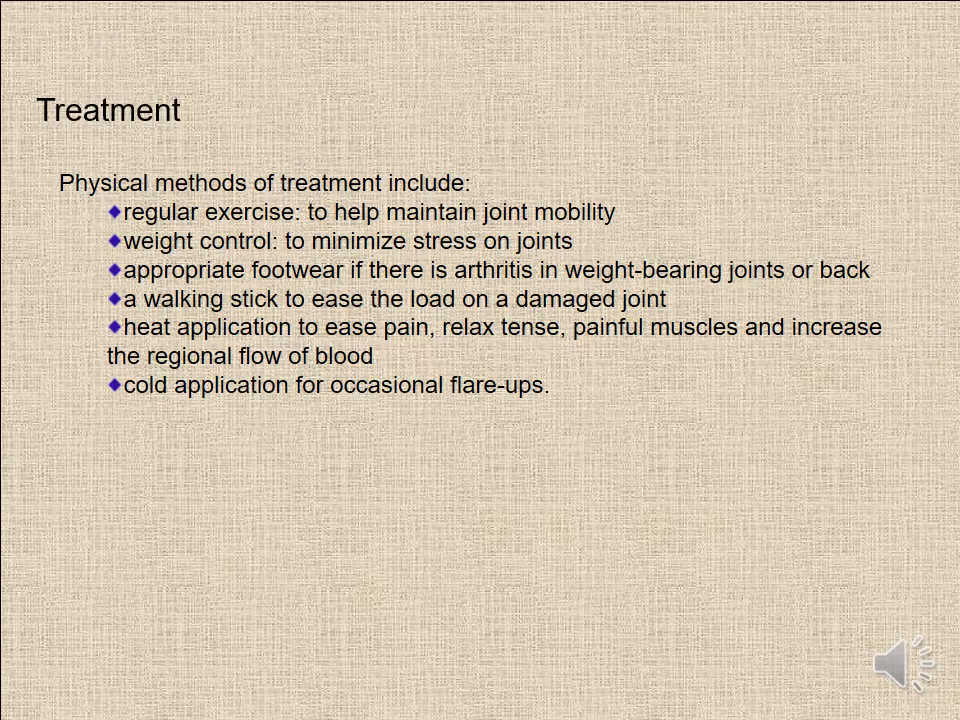 Treatment
Physical methods of treatment include:
◆regular exercise: to help maintain joint mobility
◆weight control: to minimize stress on joints
◆appropriate footwear if there is arthritis in weight-bearing joints or back
◆a walking stick to ease the load on a damaged joint
◆heat application to ease pain, relax tense, painful muscles and increase
the regional flow of blood
◆cold application for occasional flare-ups.